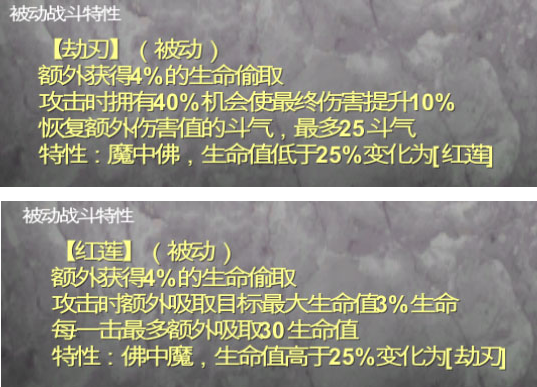 被动战斗特性
【劫刃】（被动）
额外获得4%的生命偷取
攻击时拥有40%机会使最终伤害提升10%
恢复额外伤害值的斗气，最多25斗气
特性：魔中佛，生命值低于25%变化为[红莲]
被动战斗特性
【红莲】（被动）
额外获得4%的生命偷取
攻击时额外吸取目标最大生命值3%生命
每一击最多额外吸取30生命值
特性：佛中魔，生命值高于25%变化为[劫刃]